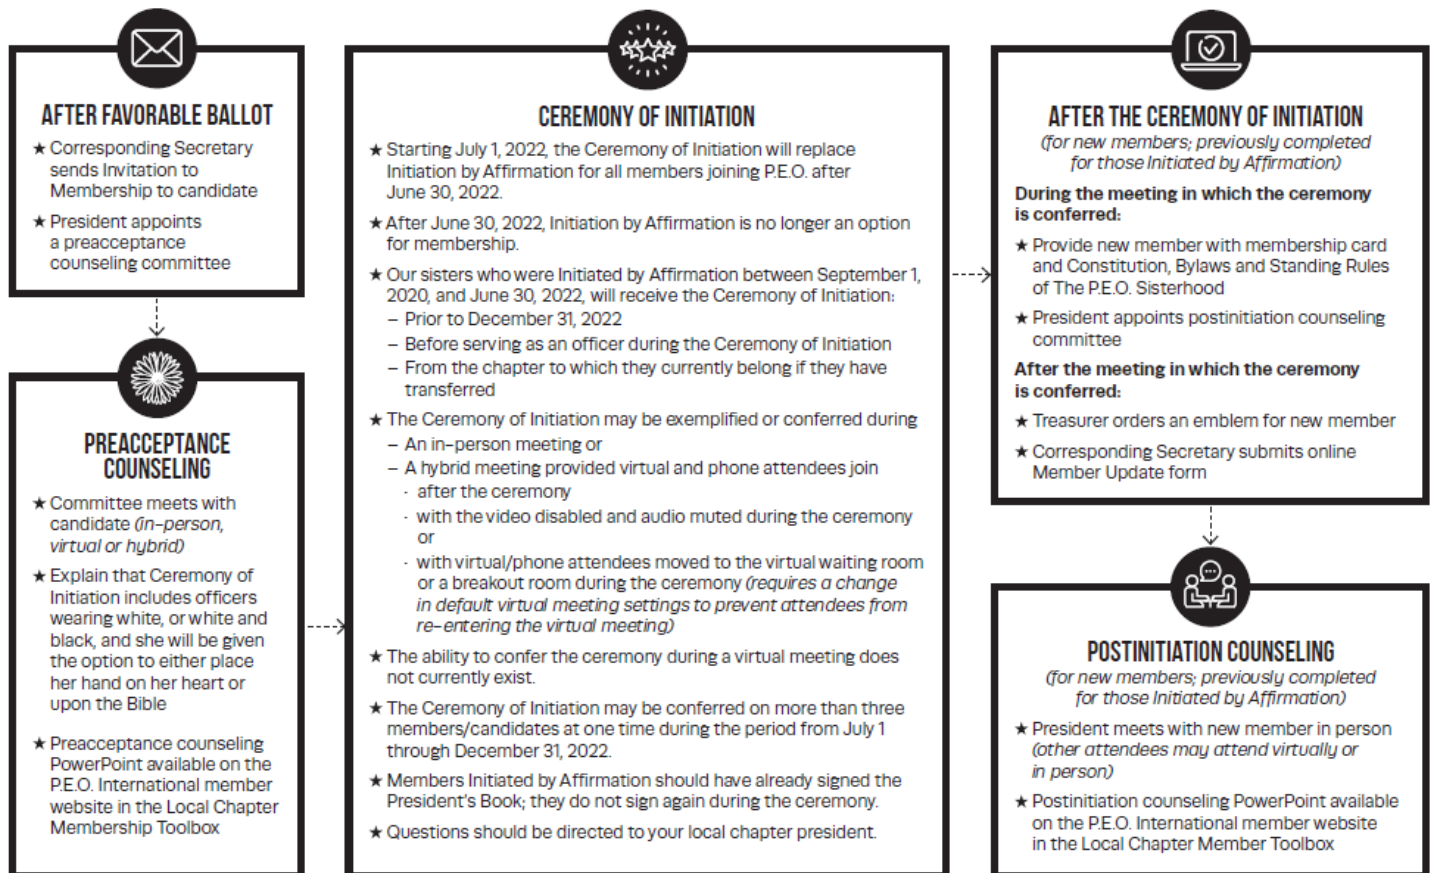 AFTER FAVORABLE BALLOT
★ Corresponding Secretary
sends Invitation to
Membership to candidate
★ President appoints
a preacceptance
counseling committee
PREACCEPTANCE
COUNSELING
★ Committee meets with
candidate (in-person,
virtual or hybrid)
★ Explain that Ceremony of
Initiation includes officers
wearing white, or white and
black, and she will be given
the option to either place
her hand on her heart or
upon the Bible
★ Preacceptance counseling
PowerPoint available on the
P.E.O. International member
website in the Local Chapter
Membership Toolbox
CEREMONY OF INITIATION
★ Starting July 1, 2022, the Ceremony of Initiation will replace
Initiation by Affirmation for all members joining P.E.O. after
June 30, 2022.
★ After June 30, 2022, Initiation by Affirmation is no longer an option
for membership.
★ Our sisters who were Initiated by Affirmation between September 1,
2020, and June 30, 2022, will receive the Ceremony of Initiation:
– Prior to December 31, 2022
– Before serving as an officer during the Ceremony of Initiation
– From the chapter to which they currently belong if they have
transferred
★ The Ceremony of Initiation may be exemplified or conferred during
– An in-person meeting or
– A hybrid meeting provided virtual and phone attendees join
· after the ceremony
· with the video disabled and audio muted during the ceremony
or
· with virtual/phone attendees moved to the virtual waiting room
or a breakout room during the ceremony (requires a change
in default virtual meeting settings to prevent attendees from
re-entering the virtual meeting)
★ The ability to confer the ceremony during a virtual meeting does
not currently exist.
★ The Ceremony of Initiation may be conferred on more than three
members/candidates at one time during the period from July 1
through December 31, 2022.
★ Members Initiated by Affirmation should have already signed the
President's Book; they do not sign again during the ceremony.
★ Questions should be directed to your local chapter president.
AFTER THE CEREMONY OF INITIATION
(for new members; previously completed
for those Initiated by Affirmation)
During the meeting in which the ceremony
is conferred:
★ Provide new member with membership card
and Constitution, Bylaws and Standing Rules
of The P.E.O. Sisterhood
★ President appoints postinitiation counseling
committee
After the meeting in which the ceremony
is conferred:
★ Treasurer orders an emblem for new member
★ Corresponding Secretary submits online
Member Update form
POSTINITIATION COUNSELING
(for new members; previously completed
for those Initiated by Affirmation)
★ President meets with new member in person
(other attendees may attend virtually or
in person)
★ Postinitiation counseling PowerPoint available
on the P.E.O. International member website
in the Local Chapter Member Toolbox